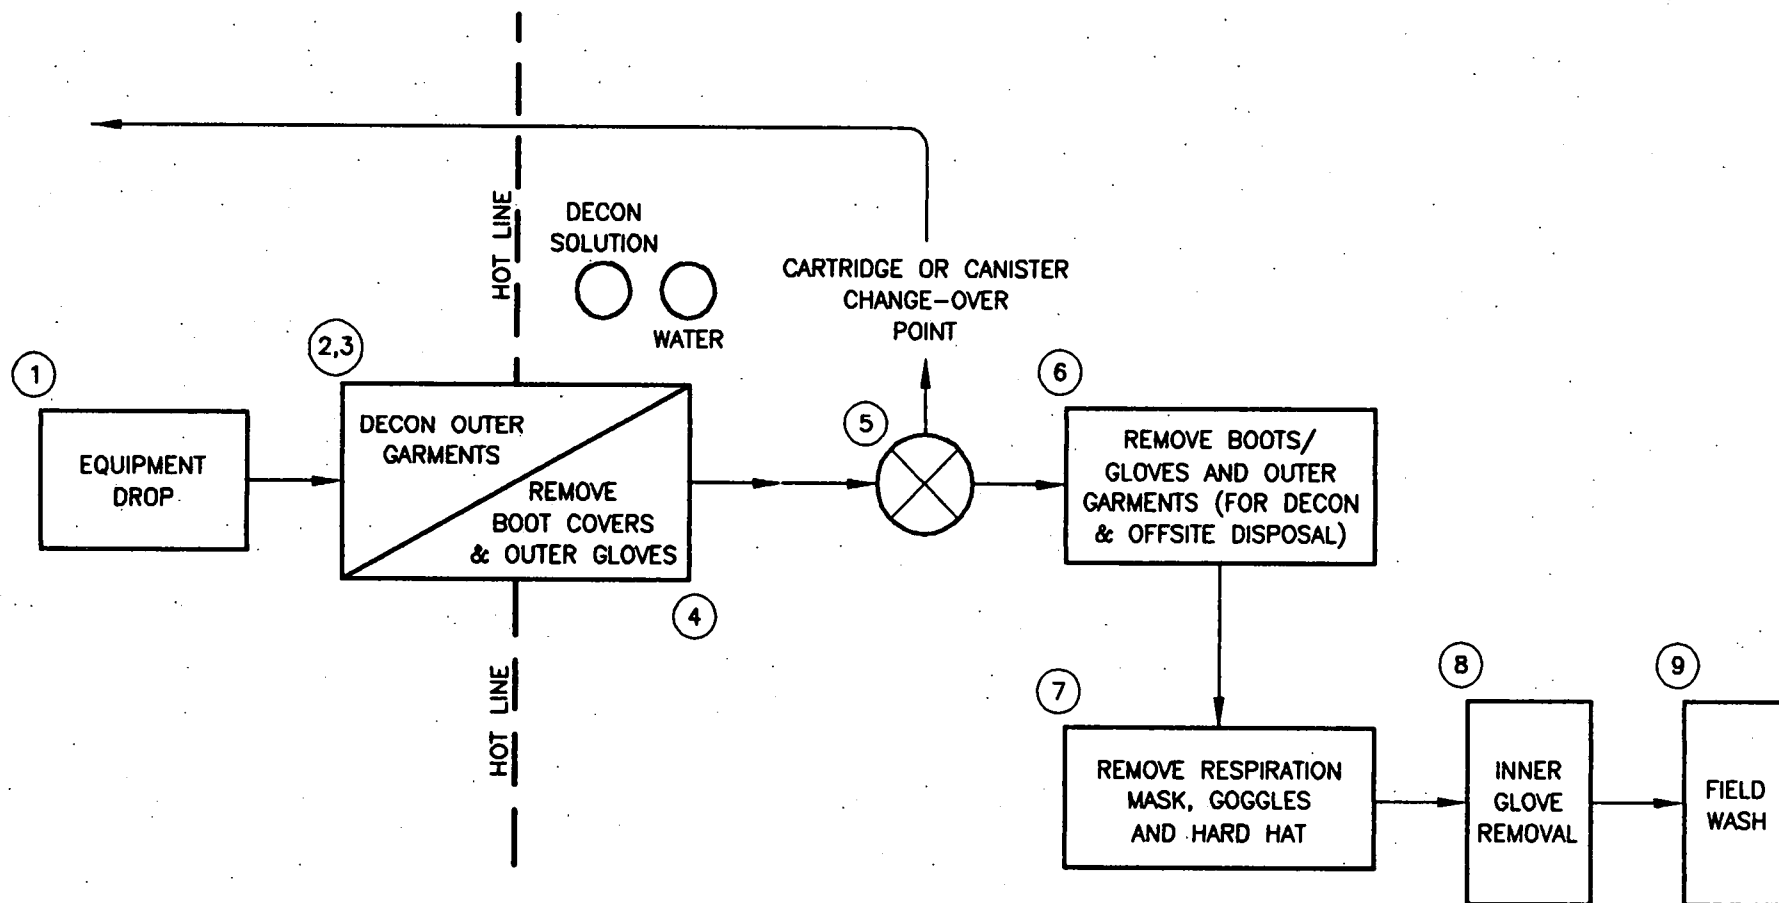 HOT LINE
DECON
SOLUTION
WATER
CARTRIDGE OR CANISTER
CHANGE-OVER
POINT
1
EQUIPMENT
DROP
2,3
DECON OUTER
GARMENTS
REMOVE
BOOT COVERS
& OUTER GLOVES
4
5
6
REMOVE BOOTS/
GLOVES AND OUTER
GARMENTS (FOR DECON
& OFFSITE DISPOSAL)
HOT LINE
7
REMOVE RESPIRATION
MASK, GOGGLES
AND HARD HAT
8
INNER
GLOVE
REMOVAL
9
FIELD
WASH